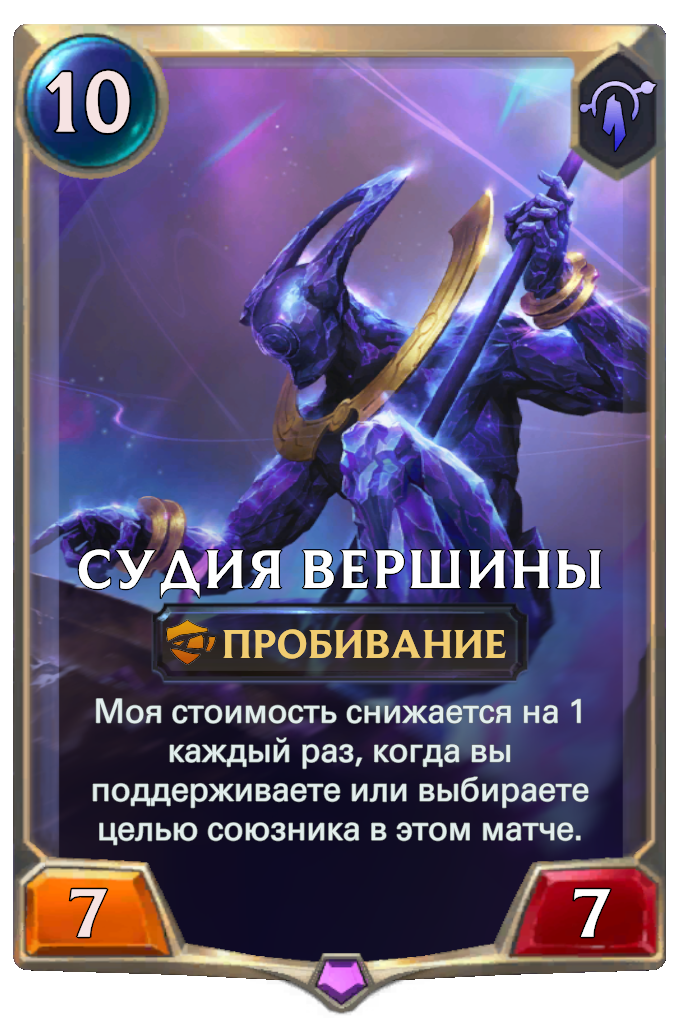 10
СУДИЯ ВЕРШИНЫ
ПРОБИВАНИЕ
Моя стоимость снижается на 1
каждый раз, когда вы
поддерживаете или выбираете
целью союзника в этом матче.
7
7